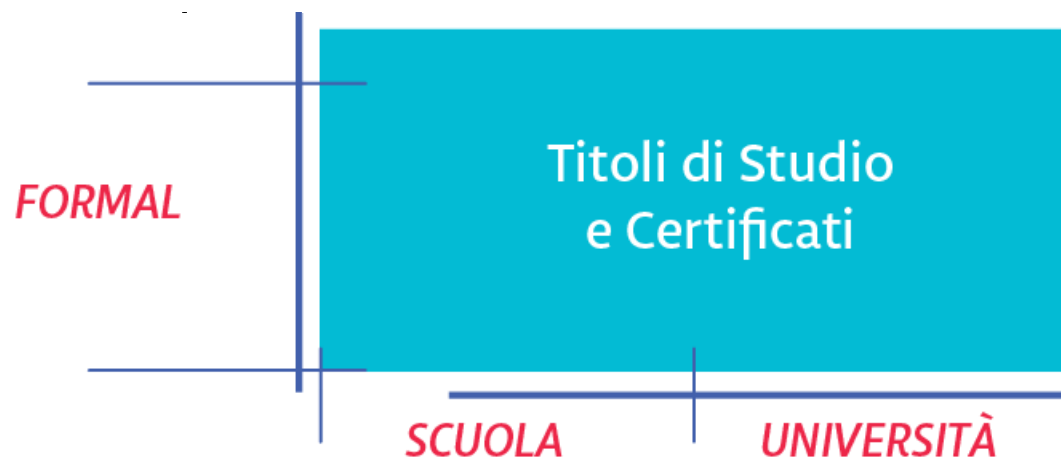 Titoli di Studio
e Certificati
FORMAL
SCUOLA
UNIVERSITÀ